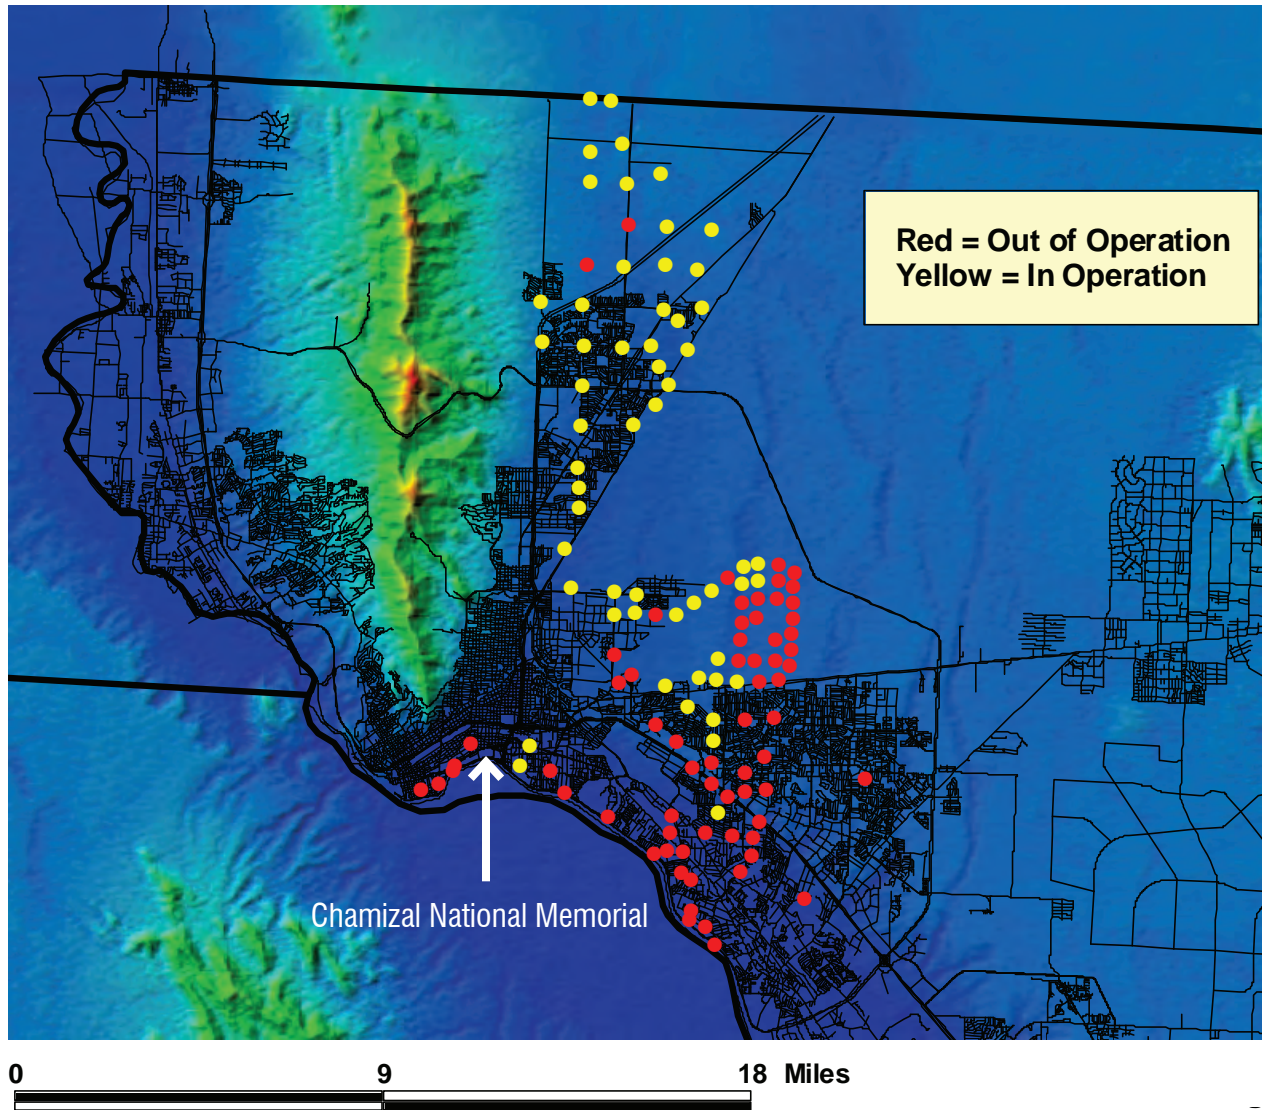 Red = Out of Operation
Yellow = In Operation
Chamizal National Memorial
0 9 18 Miles